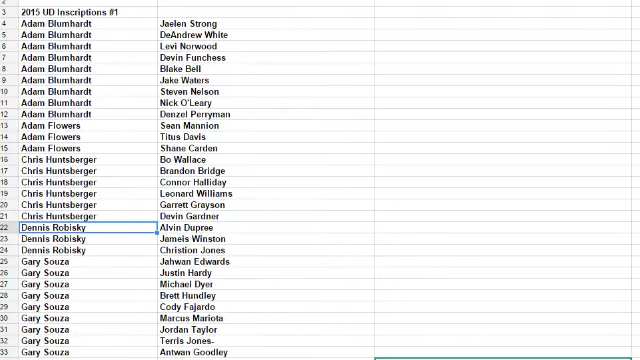 2
3 2015 UD Inscriptions #1
4 Adam Blumhardt Jaelen Strong
5 Adam Blumhardt DeAndrew White
6 Adam Blumhardt Levi Norwood
7 Adam Blumhardt Devin Funchess
8 Adam Blumhardt Blake Bell
9 Adam Blumhardt Jake Waters
10 Adam Blumhardt Steven Nelson
11 Adam Blumhardt Nick O'Leary
12 Adam Blumhardt Denzel Perryman
13 Adam Flowers Sean Mannion
14 Adam Flowers Titus Davis
15 Adam Flowers Shane Carden
16 Chris Huntsberger Bo Wallace
17 Chris Huntsberger Brandon Bridge
18 Chris Huntsberger Connor Halliday
19 Chris Huntsberger Leonard Williams
20 Chris Huntsberger Garrett Grayson
21 Chris Huntsberger Devin Gardner
22 Dennis Robisky Alvin Dupree
23 Dennis Robisky Jameis Winston
24 Dennis Robisky Christion Jones
25 Gary Souza Jahwan Edwards
26 Gary Souza Justin Hardy
27 Gary Souza Michael Dyer
28 Gary Souza Brett Hundley
29 Gary Souza Cody Fajardo
30 Gary Souza Marcus Mariota
31 Gary Souza Jordan Taylor
32 Gary Souza Terris Jones-
33 Gary Souza Antwan Goodley